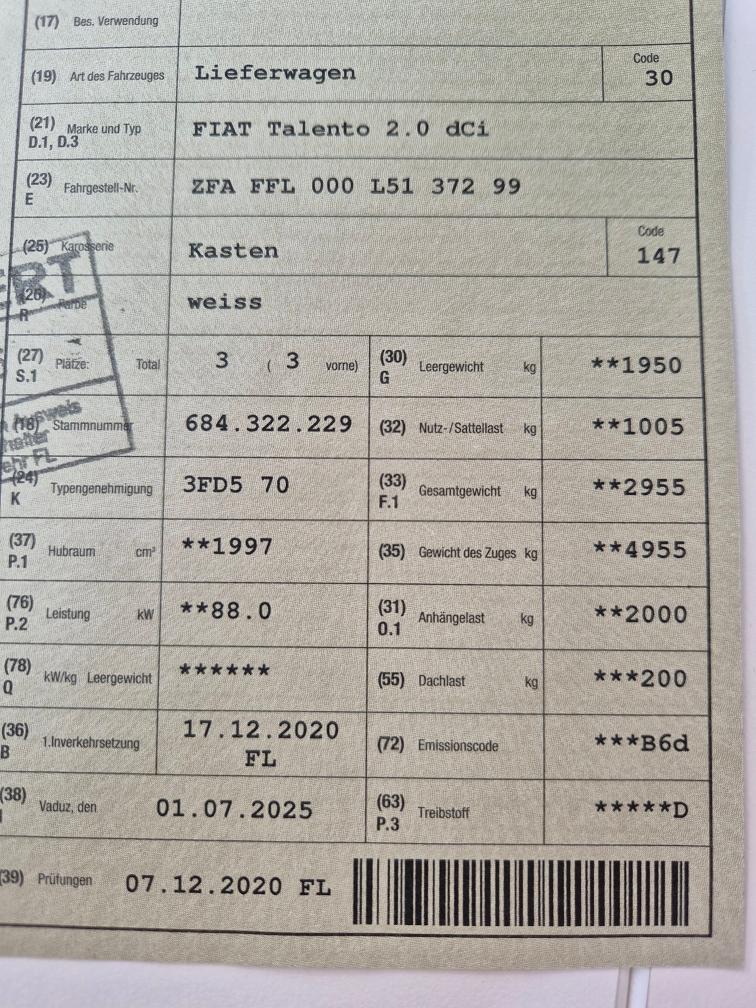 (17) Bes. Verwendung
(19) Art des Fahrzeuges Lieferwagen Code 30
(21) D.1, D.3 Marke und Typ FIAT Talento 2.0 dCi
(23) E Fahrgestell-Nr. ZFA FFL 000 L51 372 99
(25) Karosserie Kasten Code 147
(26) R Farbe weiss
(27) S.1 Plätze: Total 3 ( 3 vorne) (30) G Leergewicht kg **1950
(18) Stammnummer 684.322.229 (32) Nutz-/Sattellast kg **1005
(24) K Typengenehmigung 3FD5 70 (33) F.1 Gesamtgewicht kg **2955
(37) P.1 Hubraum cm³ **1997 (35) Gewicht des Zuges kg **4955
(76) P.2 Leistung kW **88.0 (31) O.1 Anhängelast kg **2000
(78) Q kW/kg Leergewicht ****** (55) Dachlast kg ***200
(36) B 1.Inverkehrsetzung 17.12.2020 FL (72) Emissionscode ***B6d
(38) I Vaduz, den 01.07.2025 (63) P.3 Treibstoff *****D
(39) Prüfungen 07.12.2020 FL
RT
Ausweis
halter
ehr FL